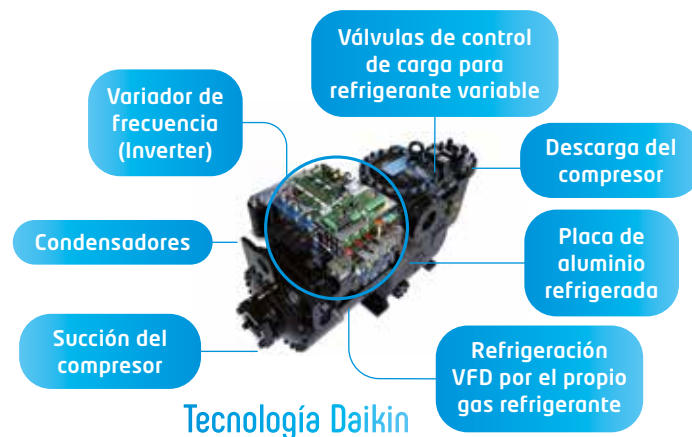 Válvulas de control
de carga para
refrigerante variable
Variador de
frecuencia
(Inverter)
Descarga del
compresor
Condensadores
Placa de
aluminio
refrigerada
Succión del
compresor
Refrigeración
VFD por el propio
gas refrigerante
Tecnología Daikin